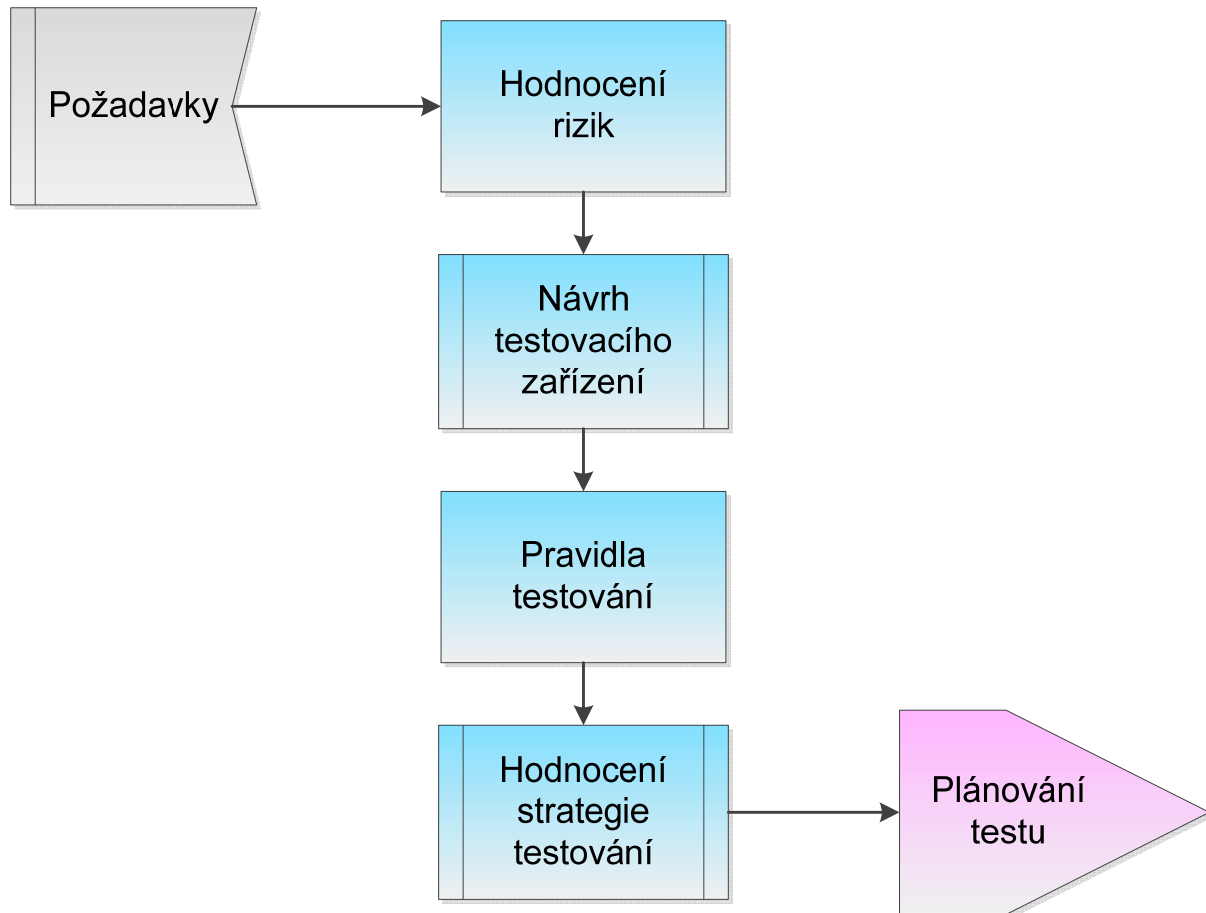 Požadavky
Hodnocení
rizik
Návrh
testovacího
zařízení
Pravidla
testování
Hodnocení
strategie
testování
Plánování
testu